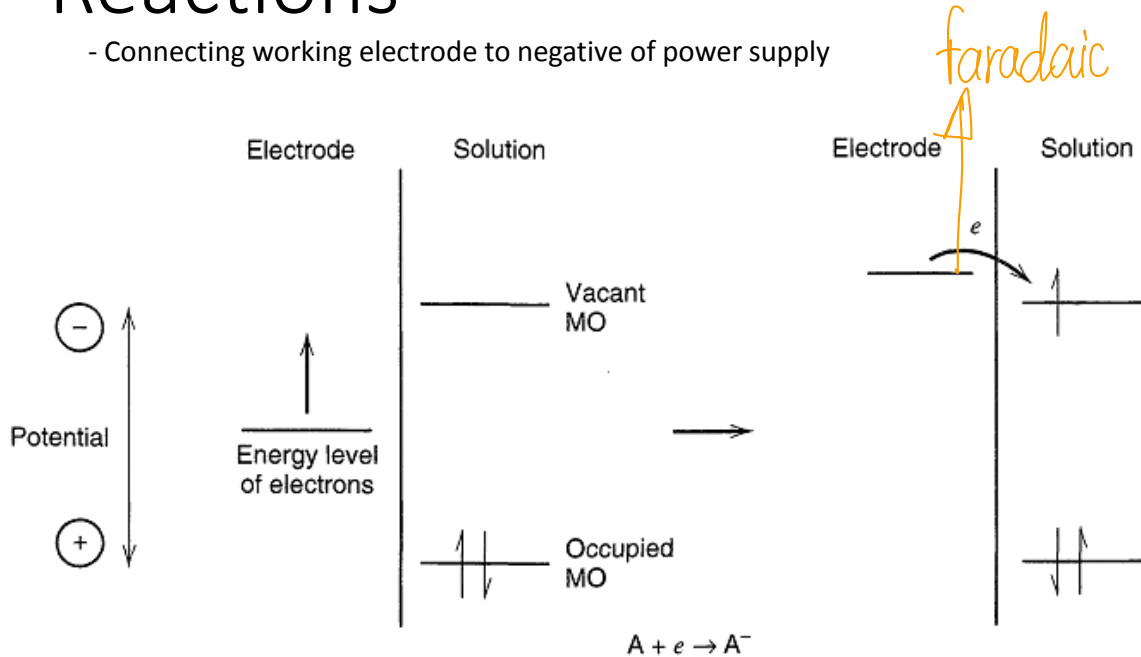 Reactions
- Connecting working electrode to negative of power supply
faradaic
Electrode Solution Electrode Solution
e
Vacant
MO
−
Potential
Energy level
of electrons
+
Occupied
MO
A + e → A⁻